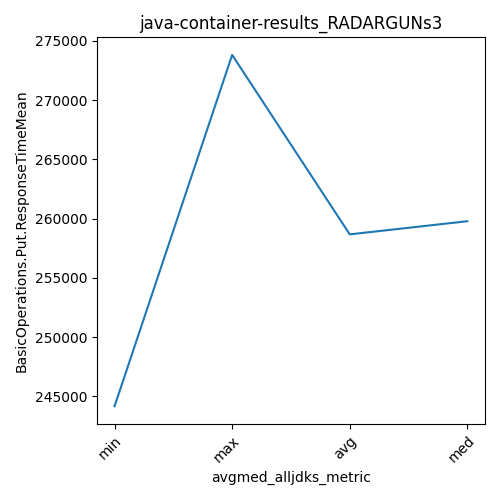 java-container-results_RADARGUNs3
BasicOperations.Put.ResponseTimeMean
275000
270000
265000
260000
255000
250000
245000
min
max
avg
med
avgmed_alljdks_metric